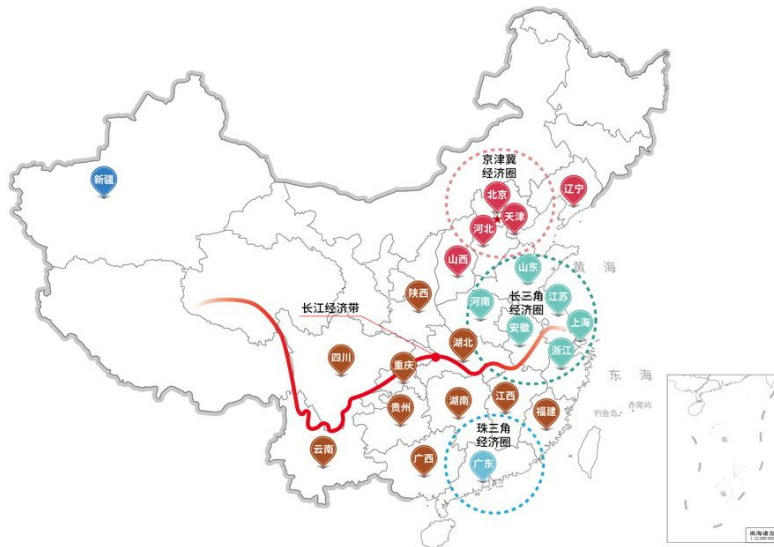 京津冀
经济圈
北京
辽宁
新疆
天津
河北
山西
山东
黄 海
陕西
河南
长三角
经济圈
江苏
长江经济带
上海
安徽
湖北
浙江
四川
重庆
东 海
江西
贵州
湖南
福建
钓鱼岛
赤尾屿
珠三角
经济圈
云南
广西
广东
南
海
南海诸岛